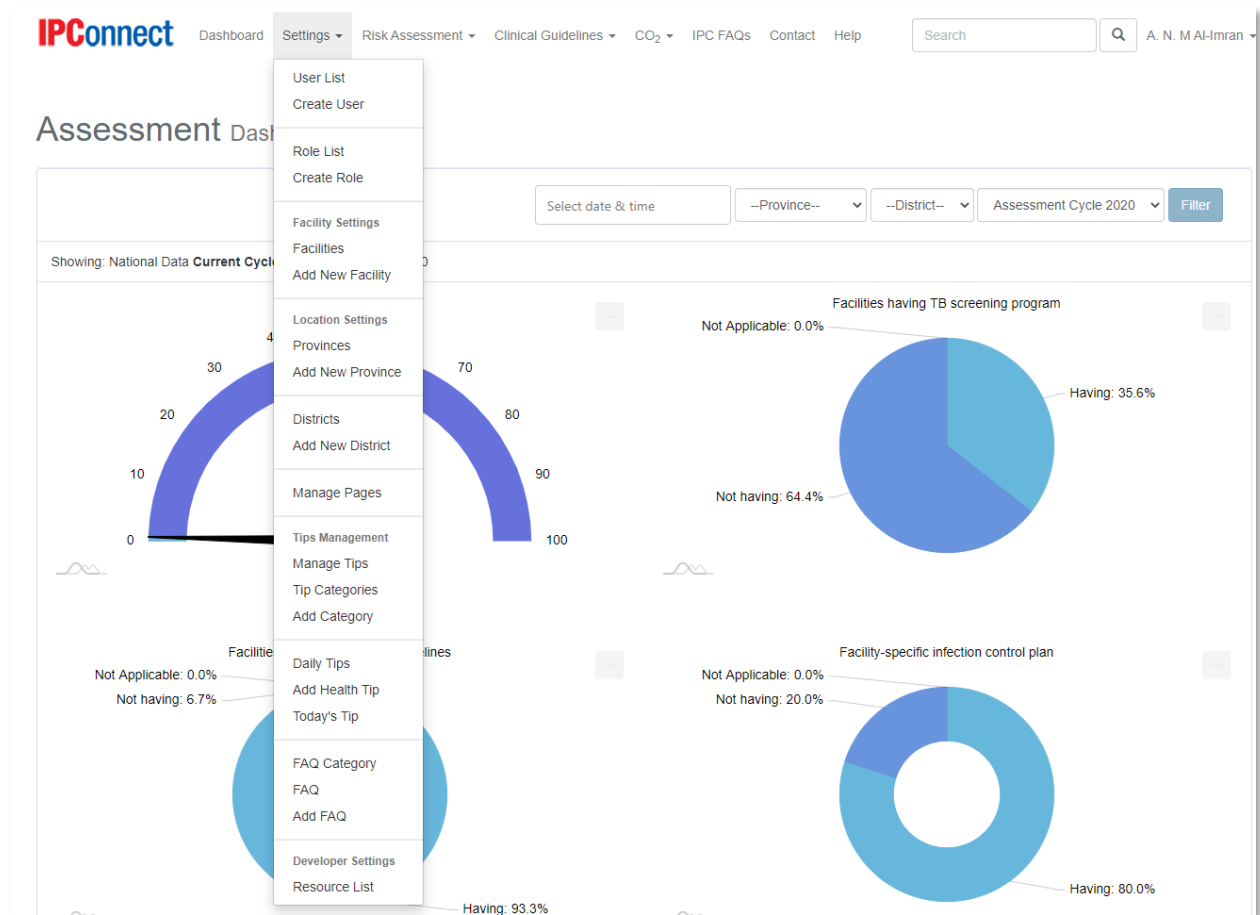 IPConnect Dashboard Settings Risk Assessment Clinical Guidelines CO₂ IPC FAQs Contact Help Search A. N. M Al-Imran
User List
Create User
Assessment
Role List
Create Role
Select date & time --Province-- --District-- Assessment Cycle 2020 Filter
Facility Settings
Facilities
Showing: National Data Current
Add New Facility
Facilities having TB screening program
Not Applicable: 0.0%
Having: 35.6%
Not having: 64.4%
Location Settings
Provinces
Add New Province
Districts
Add New District
Manage Pages
0
10
20
30
70
80
90
100
Tips Management
Manage Tips
Tip Categories
Add Category
Not Applicable: 0.0%
Not having: 6.7%
Having: 93.3%
Daily Tips
Add Health Tip
Today's Tip
FAQ Category
FAQ
Add FAQ
Developer Settings
Resource List
Facility-specific infection control plan
Not Applicable: 0.0%
Not having: 20.0%
Having: 80.0%